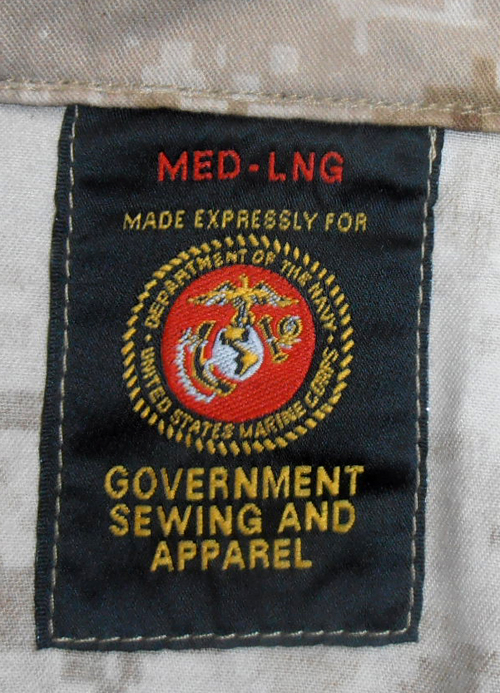 MED-LNG
MADE EXPRESSLY FOR
DEPARTMENT OF THE NAVY
UNITED STATES MARINE CORPS
GOVERNMENT
SEWING AND
APPAREL